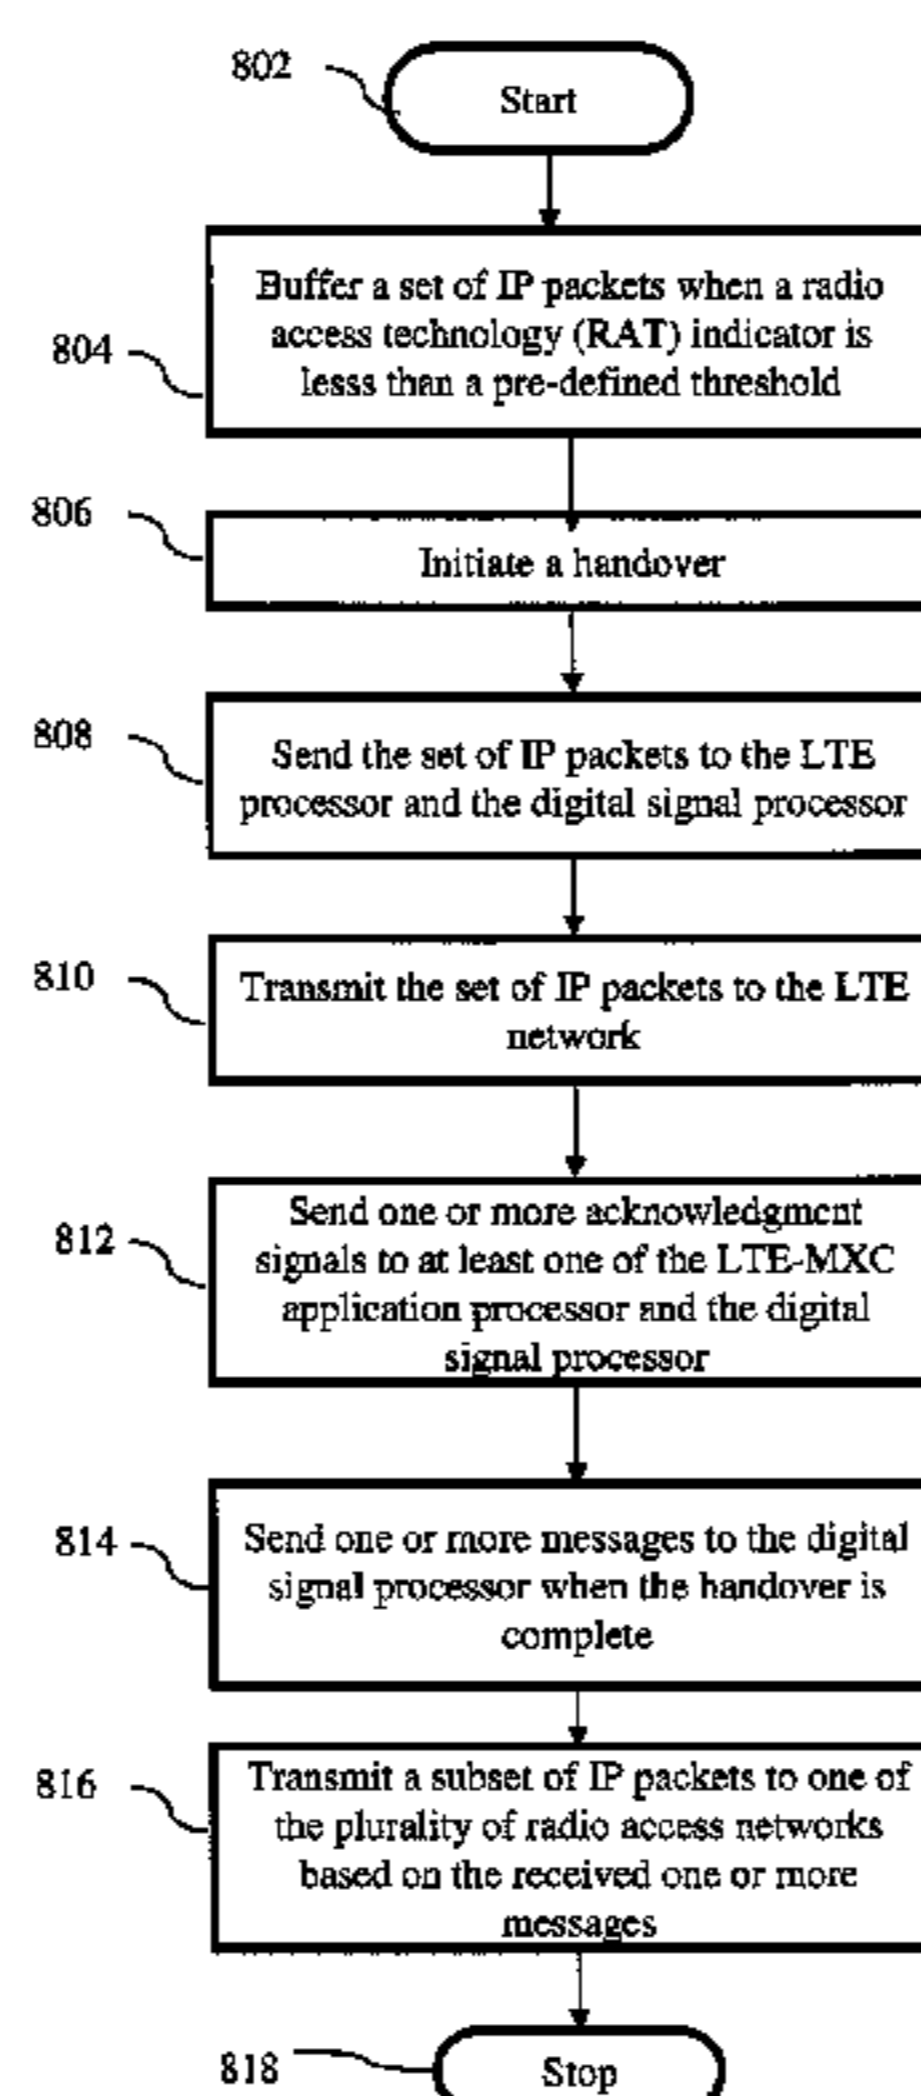 802
Start
Buffer a set of IP packets when a radio
access technology (RAT) indicator is
lesss than a pre-defined threshold
804
806
Initiate a handover
808
Send the set of IP packets to the LTE
processor and the digital signal processor
810
Transmit the set of IP packets to the LTE
network
Send one or more acknowledgment
signals to at least one of the LTE-MXC
application processor and the digital
signal processor
812
814
Send one or more messages to the digital
signal processor when the handover is
complete
816
Transmit a subset of IP packets to one of
the plurality of radio access networks
based on the received one or more
messages
818
Stop